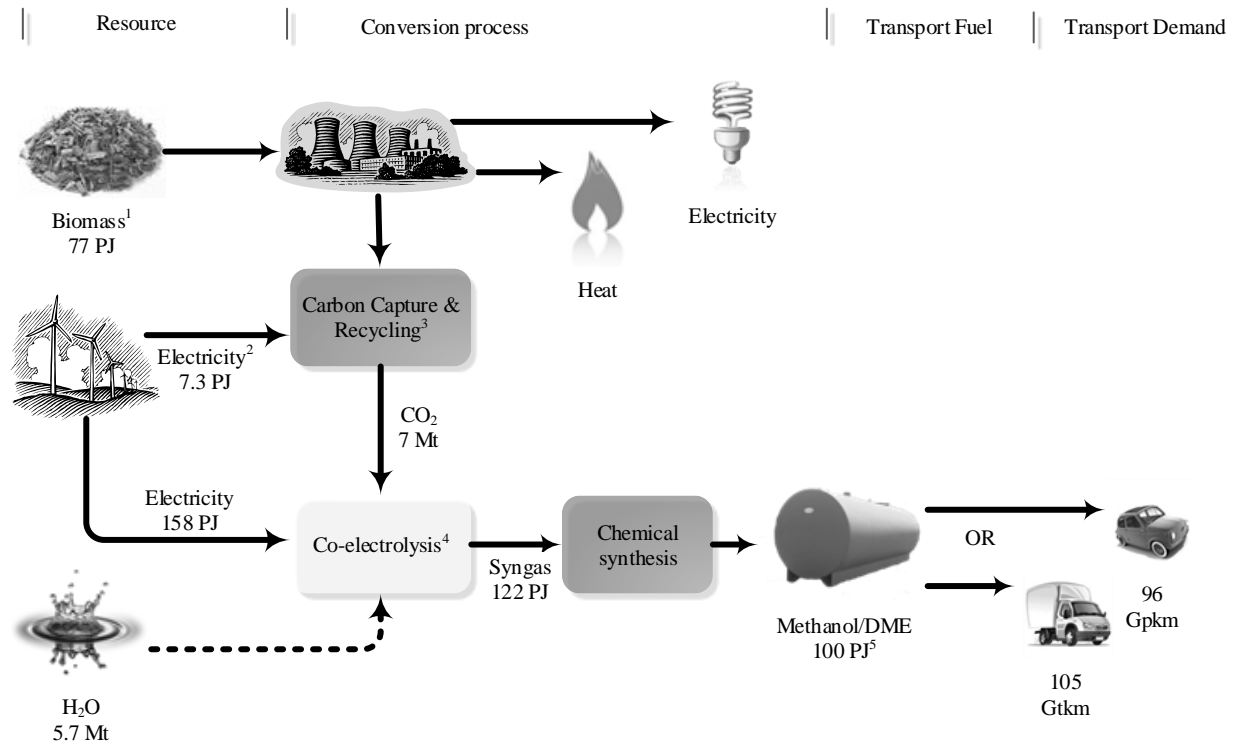 Resource
Conversion process
Transport Fuel
Transport Demand
Biomass¹
77 PJ
Electricity
Heat
Carbon Capture &
Recycling³
Electricity²
7.3 PJ
CO₂
7 Mt
Electricity
158 PJ
Co-electrolysis⁴
Syngas
122 PJ
Chemical
synthesis
OR
Methanol/DME
100 PJ⁵
96
Gpkm
105
Gtkm
H₂O
5.7 Mt